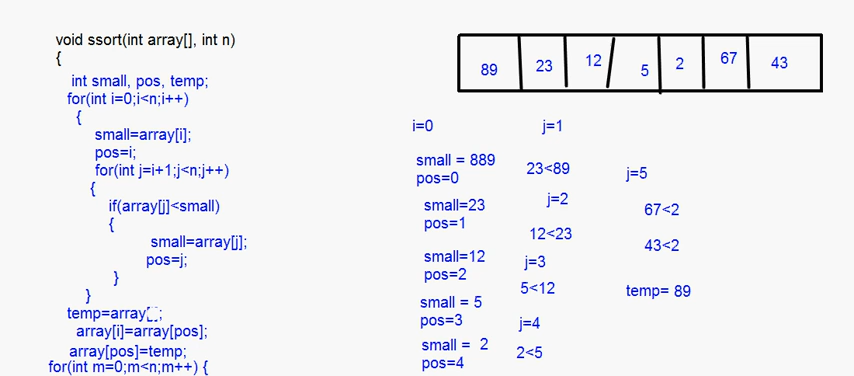 void ssort(int array[], int n)
{
int small, pos, temp;
for(int i=0;i<n;i++)
{
small=array[i];
pos=i;
for(int j=i+1;j<n;j++)
{
if(array[j]<small)
{
small=array[j];
pos=j;
}
}
temp=array[ ];
array[i]=array[pos];
array[pos]=temp;
for(int m=0;m<n;m++) {
89 23 12 5 2 67 43
i=0
small = 889
pos=0
small=23
pos=1
small=12
pos=2
small = 5
pos=3
small = 2
pos=4
j=1
23<89
j=2
12<23
j=3
5<12
j=4
2<5
j=5
67<2
43<2
temp= 89